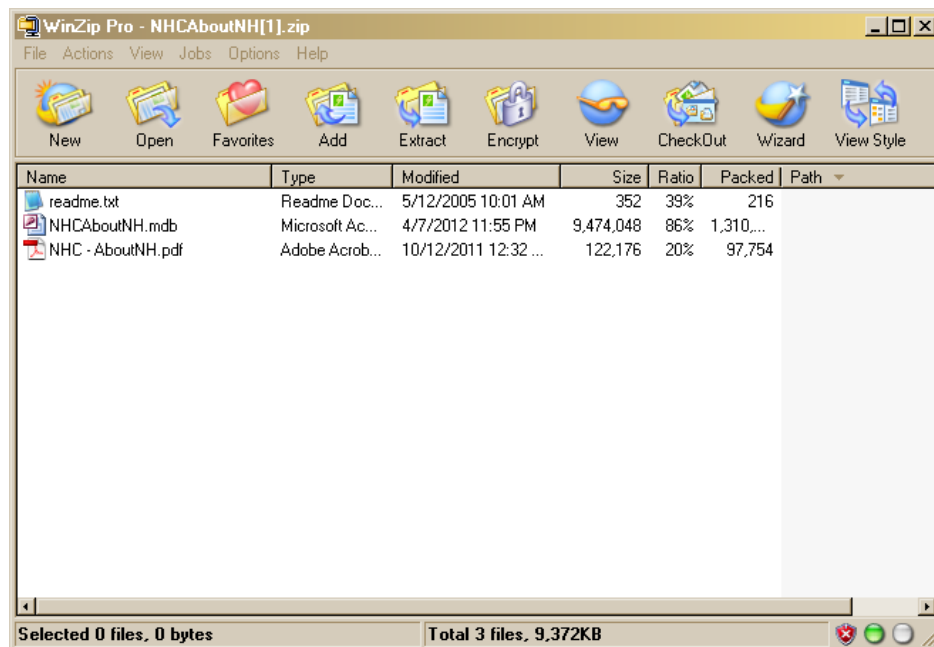 WinZip Pro - NHCAboutNH[1].zip
File Actions View Jobs Options Help
New Open Favorites Add Extract Encrypt View CheckOut Wizard View Style
Name Type Modified Size Ratio Packed Path
readme.txt Readme Doc... 5/12/2005 10:01 AM 352 39% 216
NHCAboutNH.mdb Microsoft Ac... 4/7/2012 11:55 PM 9,474,048 86% 1,310,...
NHC - AboutNH.pdf Adobe Acrob... 10/12/2011 12:32 ... 122,176 20% 97,754
Selected 0 files, 0 bytes Total 3 files, 9,372KB